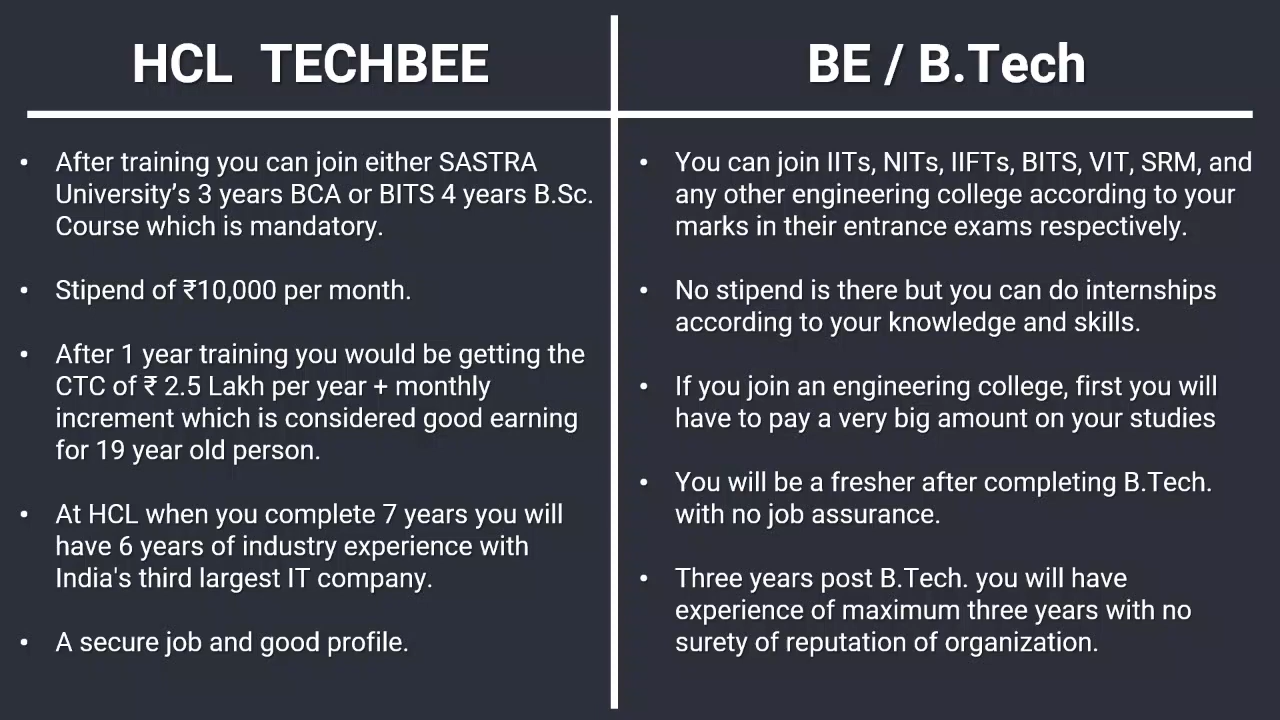 HCL TECHBEE
• After training you can join either SASTRA
University’s 3 years BCA or BITS 4 years B.Sc.
Course which is mandatory.
• Stipend of ₹10,000 per month.
• After 1 year training you would be getting the
CTC of ₹ 2.5 Lakh per year + monthly
increment which is considered good earning
for 19 year old person.
• At HCL when you complete 7 years you will
have 6 years of industry experience with
India's third largest IT company.
• A secure job and good profile.
BE / B.Tech
• You can join IITs, NITs, IIFTs, BITS, VIT, SRM, and
any other engineering college according to your
marks in their entrance exams respectively.
• No stipend is there but you can do internships
according to your knowledge and skills.
• If you join an engineering college, first you will
have to pay a very big amount on your studies
• You will be a fresher after completing B.Tech.
with no job assurance.
• Three years post B.Tech. you will have
experience of maximum three years with no
surety of reputation of organization.